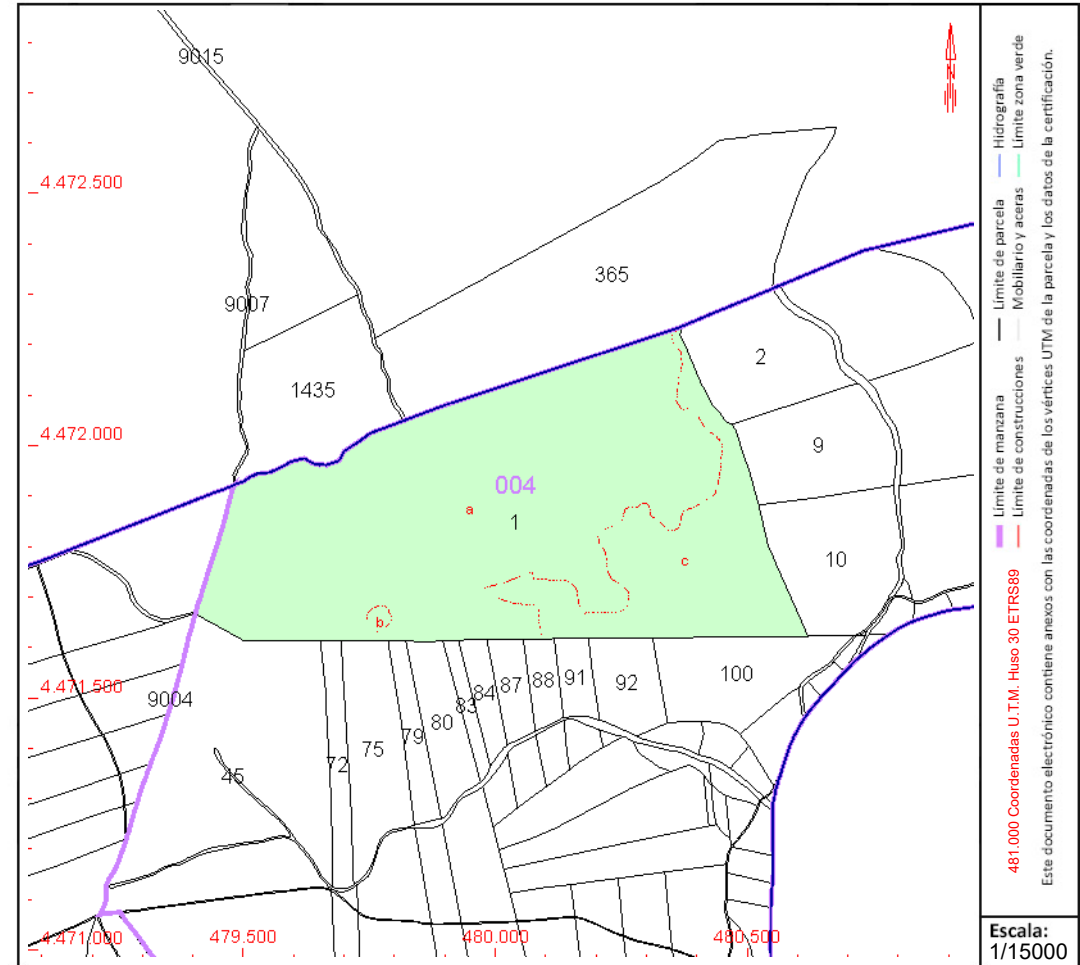 9015
N
4.472.500
365
9007
2
1435
4.472.000
9
004
a
1
c
10
b
4.471.500
9004
100
91
92
88
87
84
83
80
79
75
72
45
4.471.000
479.500
480.000
480.500
Hidrografía
Límite zona verde
Límite de parcela
Mobiliario y aceras
Límite de manzana
Límite de construcciones
481.000 Coordenadas U.T.M. Huso 30 ETRS89
Este documento electrónico contiene anexos con las coordenadas de los vértices UTM de la parcela y los datos de la certificación.
Escala:
1/15000